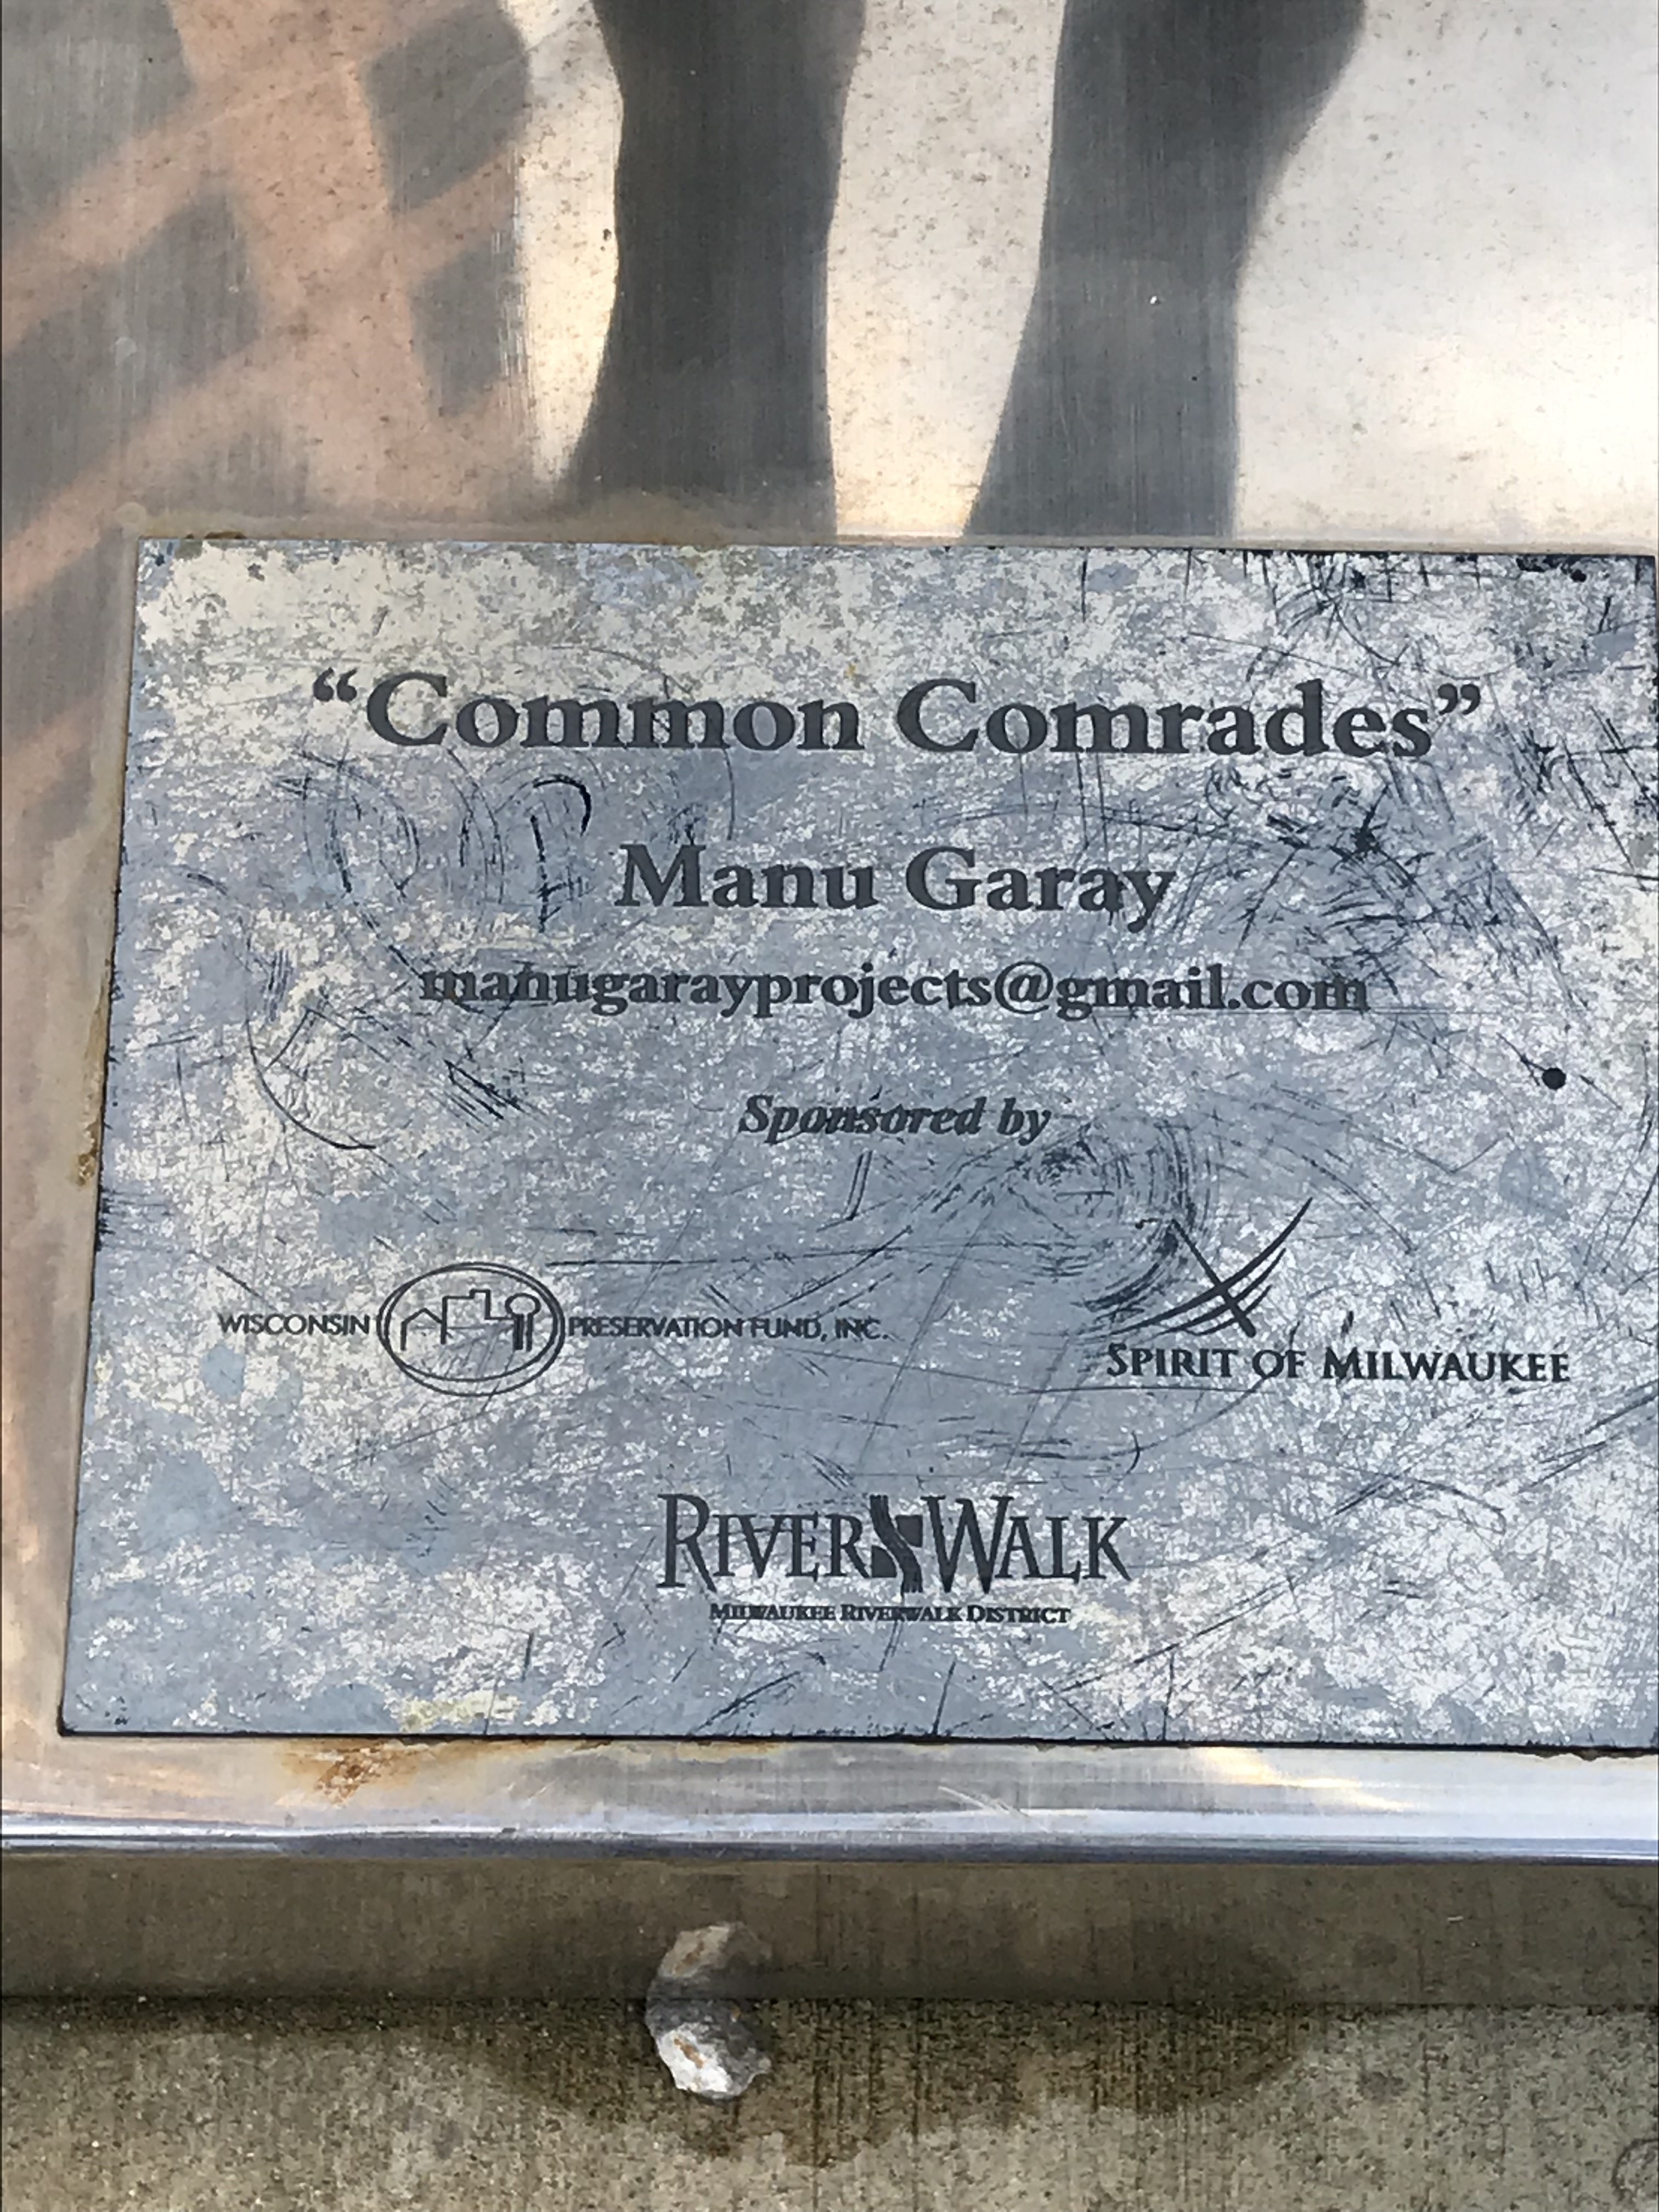 “Common Comrades”
Manu Garay
manugarayprojects@gmail.com
Sponsored by
WISCONSIN PRESERVATION FUND, INC.
SPIRIT OF MILWAUKEE
RIVERWALK
MILWAUKEE RIVERWALK DISTRICT